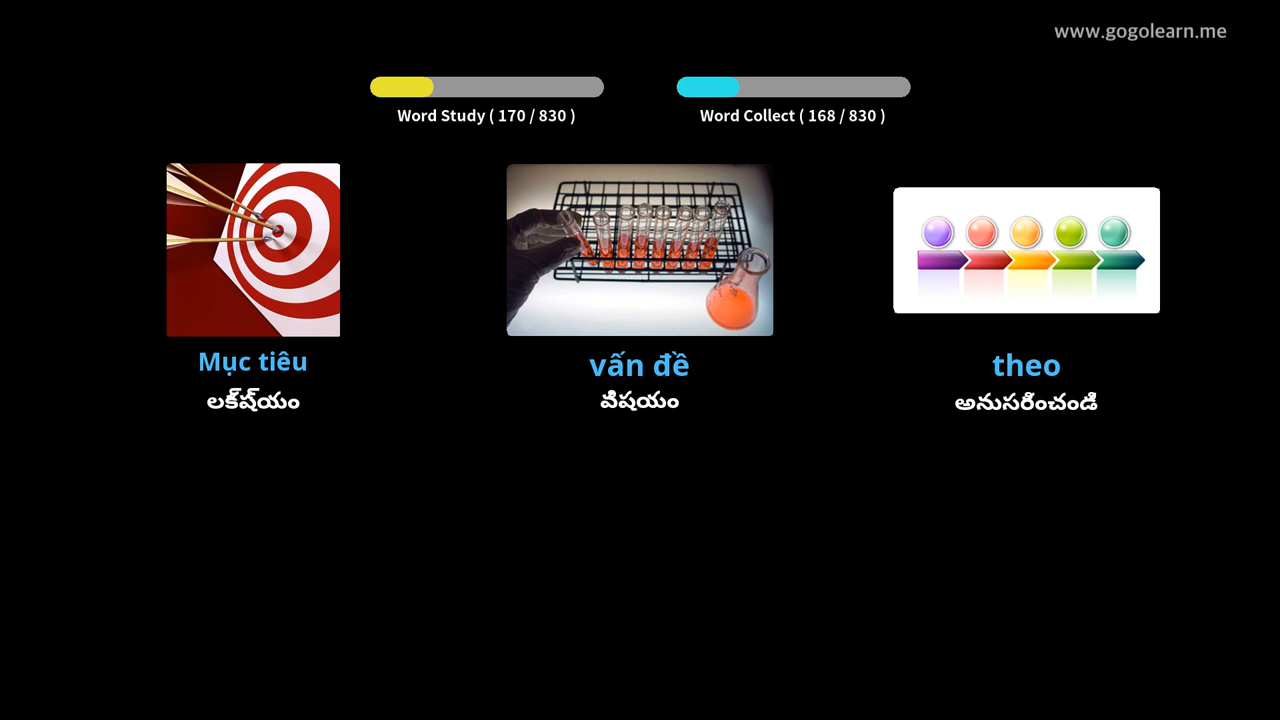 www.gogolearn.me
Word Study ( 170 / 830 )
Word Collect ( 168 / 830 )
Mục tiêu
vấn đề
theo
లక్ష్యం
విషయం
అనుసరించండి